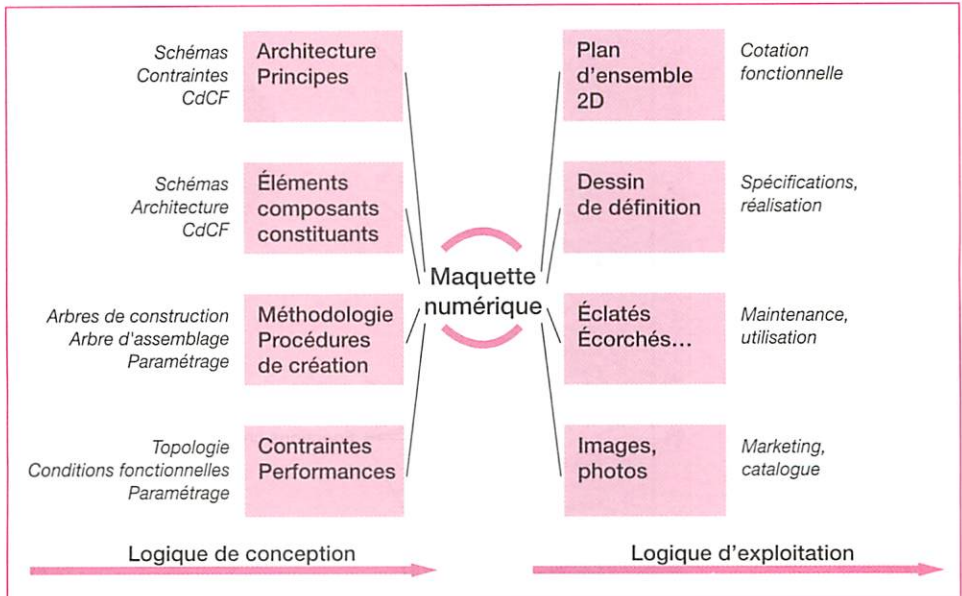 Schémas
Contraintes
CdCF
Architecture
Principes
Schémas
Architecture
CdCF
Éléments
composants
constituants
Arbres de construction
Arbre d'assemblage
Paramétrage
Méthodologie
Procédures
de création
Topologie
Conditions fonctionnelles
Paramétrage
Contraintes
Performances
Maquette
numérique
Plan
d'ensemble
2D
Cotation
fonctionnelle
Dessin
de définition
Spécifications,
réalisation
Éclatés
Écorchés...
Maintenance,
utilisation
Images,
photos
Marketing,
catalogue
Logique de conception
Logique d'exploitation